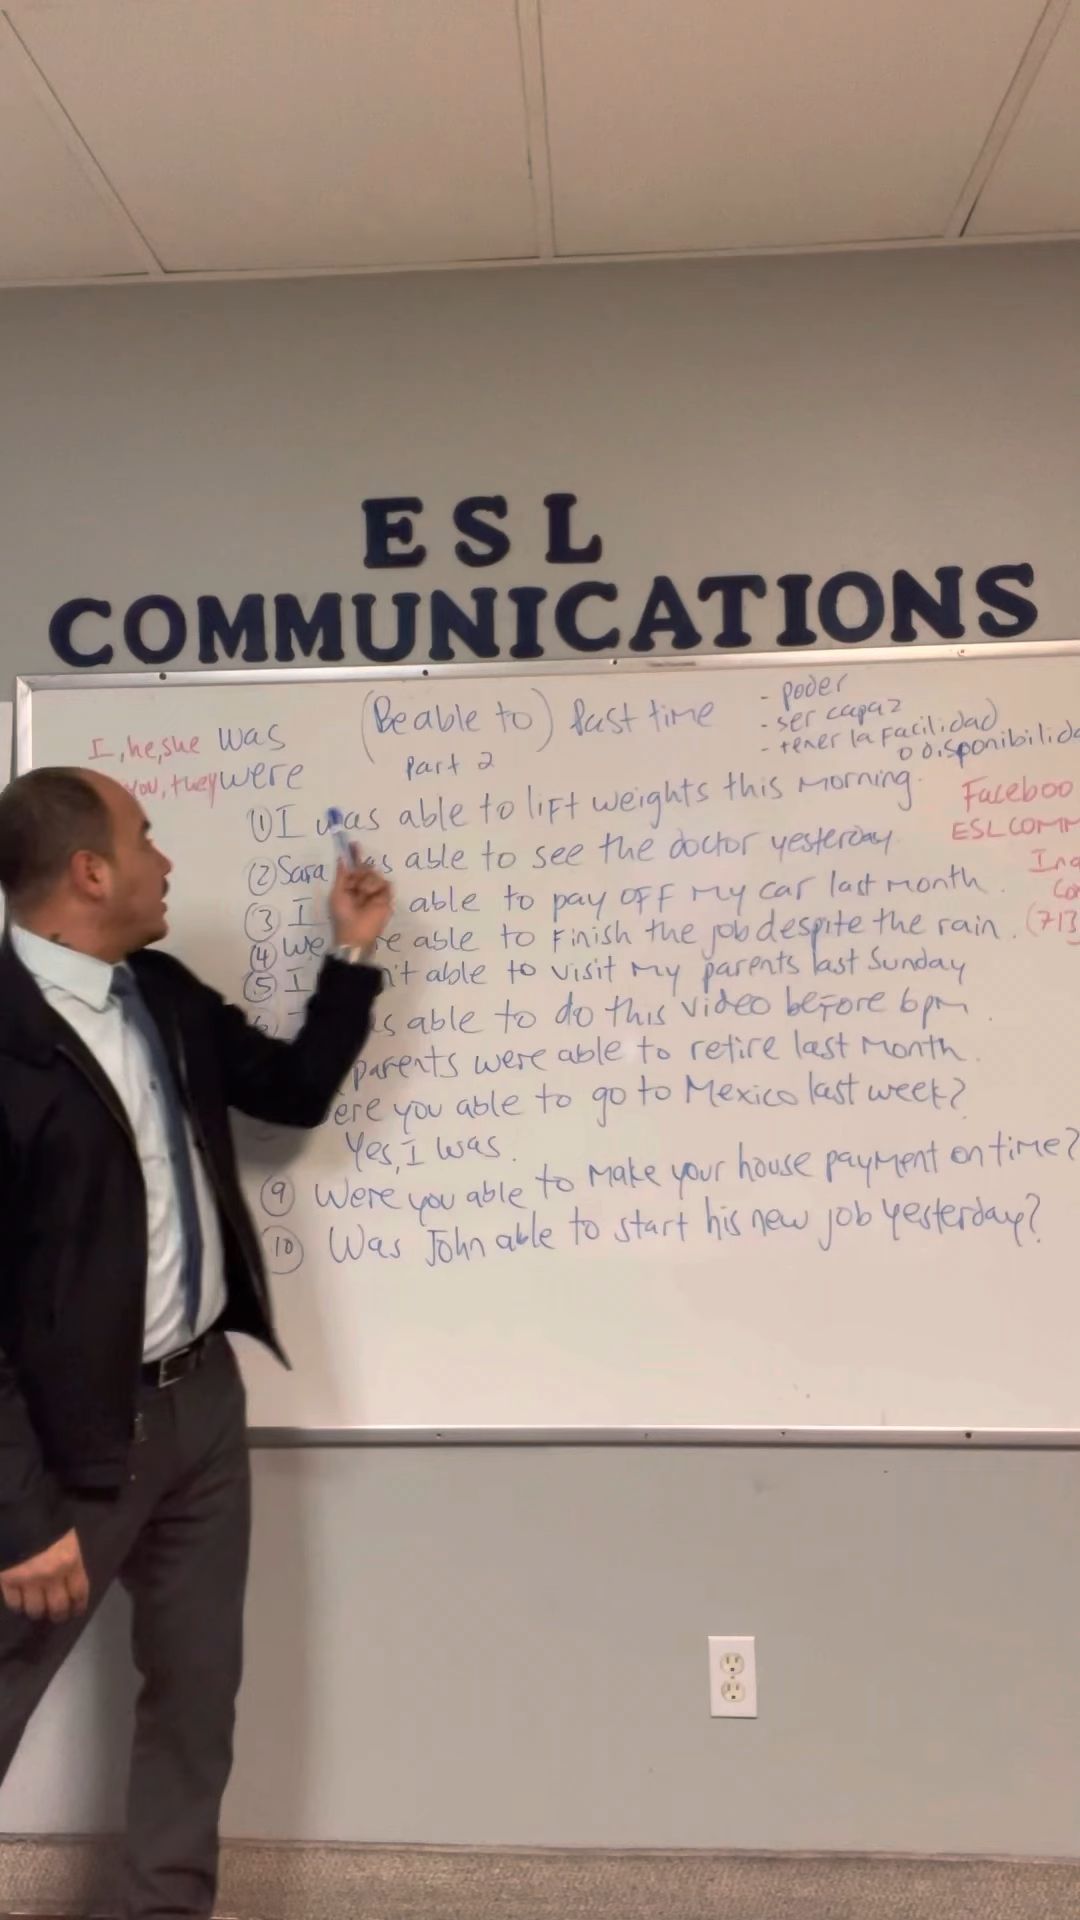 ESL
COMMUNICATIONS
I, he, she was
you, they were
(Be able to) Past time
Part 2
- poder
- ser capaz
- tener la facilidad
o disponibilida
Faceboo
ESLCOMM
Con
(713
① I was able to lift weights this morning.
② Sara was able to see the doctor yesterday
③ I able to pay off my car last month.
④ We re able to finish the job despite the rain.
⑤ I n't able to visit my parents last Sunday
as able to do this video before 6pm.
parents were able to retire last month.
ere you able to go to Mexico last week?
Yes, I was.
⑨ Were you able to make your house payment on time?
⑩ Was John able to start his new job yesterday?